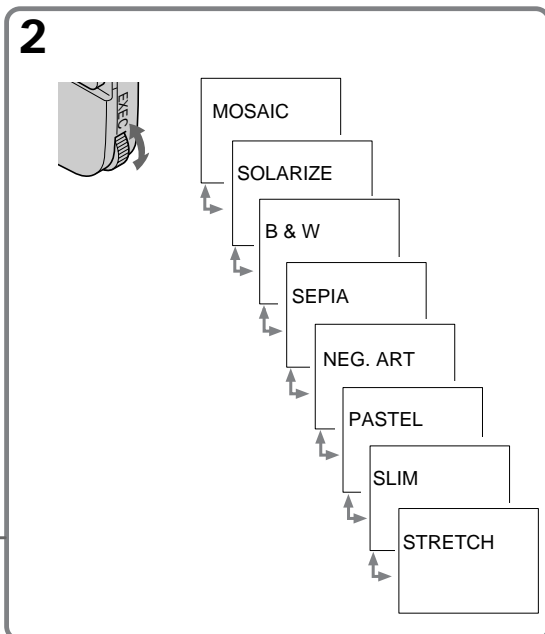 2
EXEC
MOSAIC
SOLARIZE
B & W
SEPIA
NEG. ART
PASTEL
SLIM
STRETCH